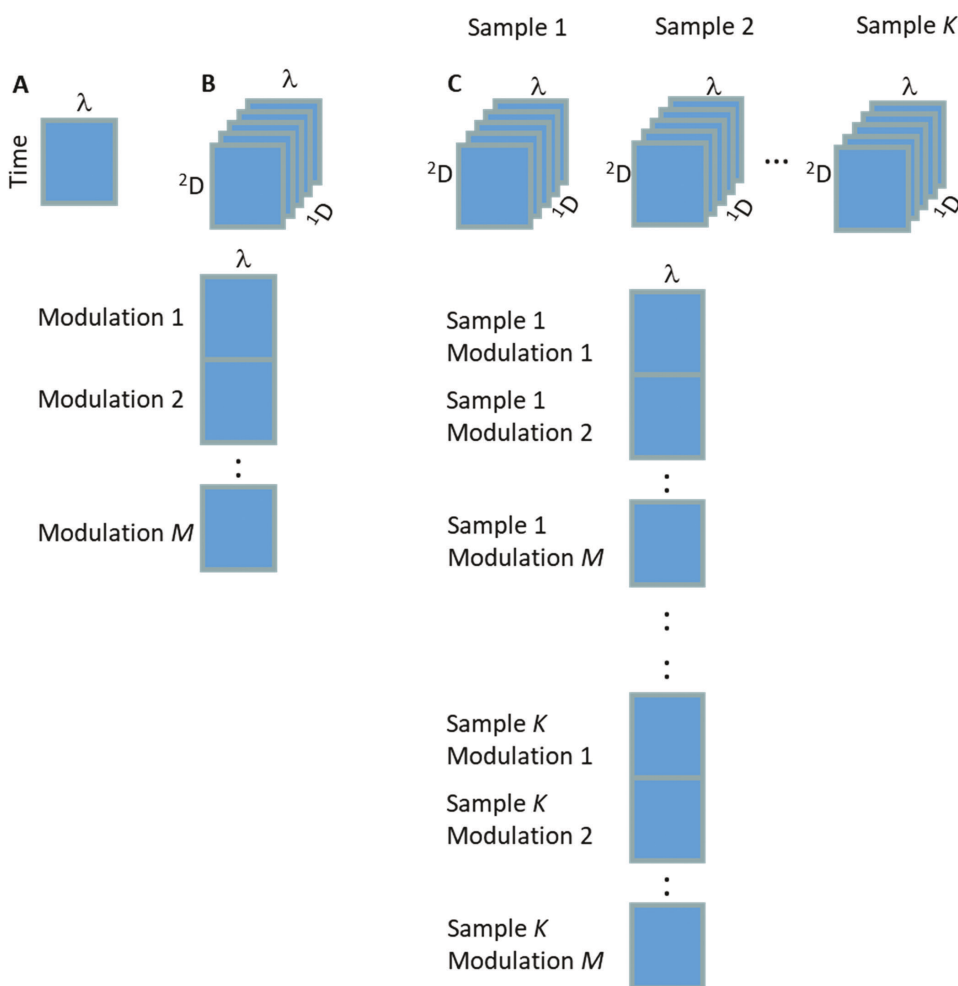 Sample 1
Sample 2
Sample K
A
B
C
λ
Time
λ
²D
¹D
λ
²D
¹D
λ
²D
¹D
...
λ
²D
¹D
λ
Modulation 1
Modulation 2
:
Modulation M
λ
Sample 1
Modulation 1
Sample 1
Modulation 2
:
Sample 1
Modulation M
:
:
Sample K
Modulation 1
Sample K
Modulation 2
:
Sample K
Modulation M